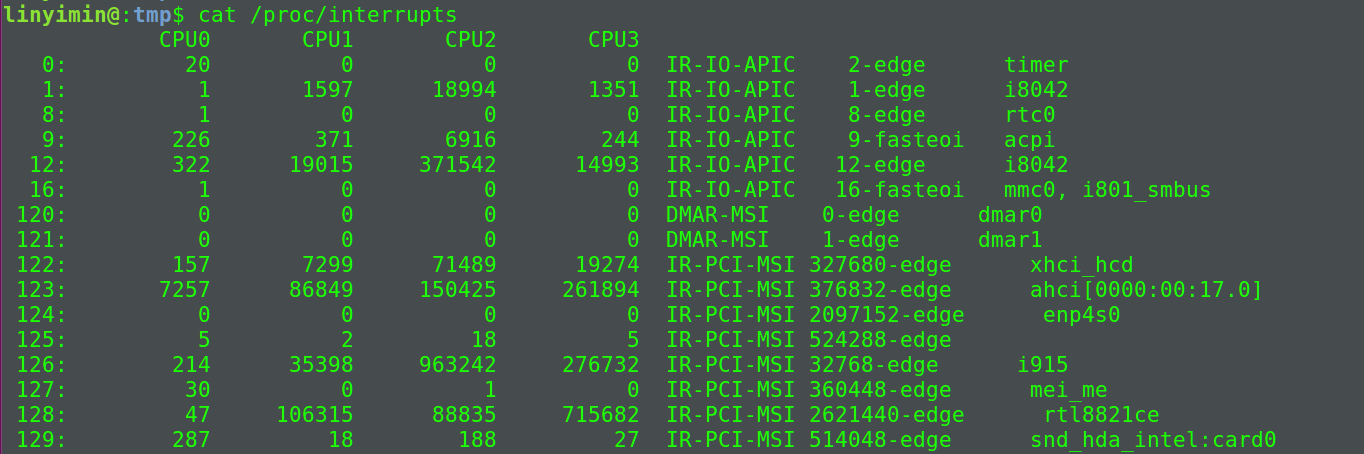 linyimin@:tmp$ cat /proc/interrupts
            CPU0       CPU1       CPU2       CPU3
   0:         20          0          0          0  IR-IO-APIC    2-edge      timer
   1:          1       1597      18994       1351  IR-IO-APIC    1-edge      i8042
   8:          1          0          0          0  IR-IO-APIC    8-edge      rtc0
   9:        226        371       6916        244  IR-IO-APIC    9-fasteoi   acpi
  12:        322      19015     371542      14993  IR-IO-APIC   12-edge      i8042
  16:          1          0          0          0  IR-IO-APIC   16-fasteoi   mmc0, i801_smbus
 120:          0          0          0          0  DMAR-MSI    0-edge      dmar0
 121:          0          0          0          0  DMAR-MSI    1-edge      dmar1
 122:        157       7299      71489      19274  IR-PCI-MSI 327680-edge      xhci_hcd
 123:       7257      86849     150425     261894  IR-PCI-MSI 376832-edge      ahci[0000:00:17.0]
 124:          0          0          0          0  IR-PCI-MSI 2097152-edge      enp4s0
 125:          5          2         18          5  IR-PCI-MSI 524288-edge
 126:        214      35398     963242     276732  IR-PCI-MSI 32768-edge      i915
 127:         30          0          1          0  IR-PCI-MSI 360448-edge      mei_me
 128:         47     106315      88835     715682  IR-PCI-MSI 2621440-edge      rtl8821ce
 129:        287         18        188         27  IR-PCI-MSI 514048-edge      snd_hda_intel:card0